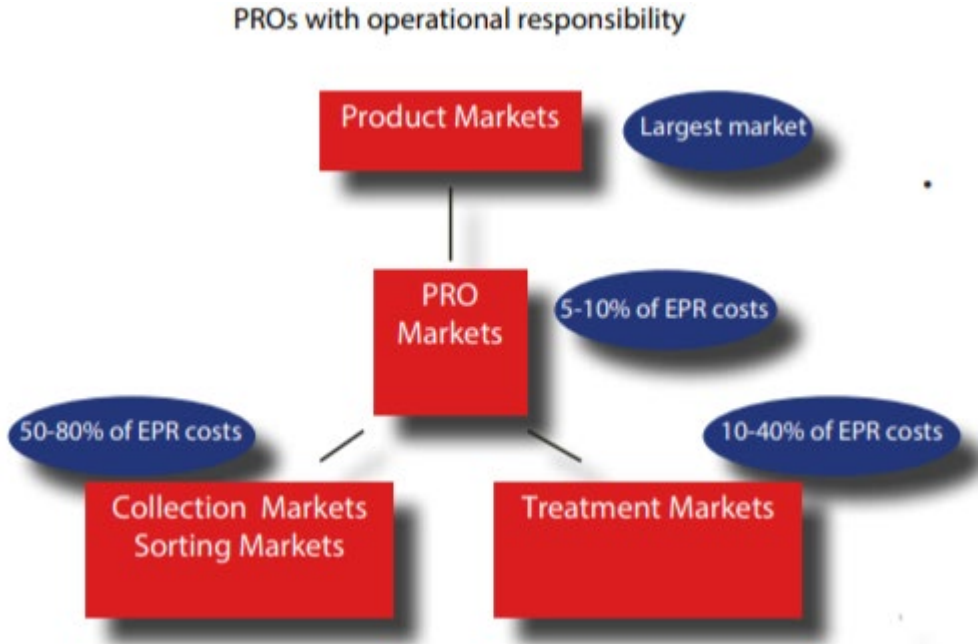 PROs with operational responsibility
Product Markets
Largest market
PRO
Markets
5-10% of EPR costs
50-80% of EPR costs
10-40% of EPR costs
Collection Markets
Sorting Markets
Treatment Markets